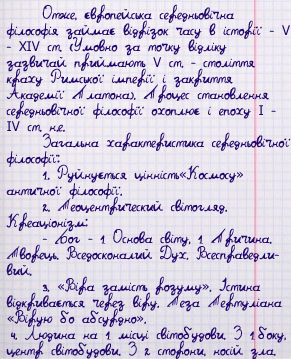 Отже, європейська середньовічна
філософія займає відрізок часу в історії - V
- XIV ст. (Умовно за точку відліку
зазвичай приймають V ст. - століття
краху Римської імперії і закриття
Академії Платона). Процес становлення
середньовічної філософії охоплює і епоху I -
IV ст. н.е.
Загальна характеристика середньовічної
філософії:
1. Руйнується цінність «Космосу»
античної філософії.
2. Теоцентричний світогляд.
Креаціонізм:
- Бог - 1 Основа світу, 1 Причина,
Творець, Вседосконалий Дух, Всесправедли-
вий.
3. «Віра замість розуму». Істина
відкривається через віру. Теза Тертуліана
«Вірую бо абсурдно».
4. Людина на 1 місці світобудови. З 1 боку,
центр світобудови. З 2 сторони, носій зла,